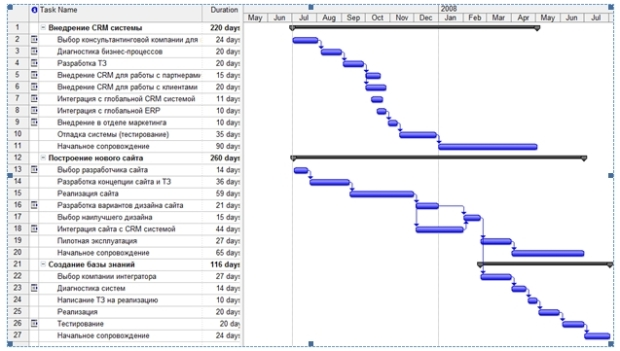 Task Name Duration 2008
May Jun Jul Aug Sep Oct Nov Dec Jan Feb Mar Apr May Jun Jul
1 Внедрение CRM системы 220 days
2 Выбор консультантинговой компании для 24 days
3 Диагностика бизнес-процессов 20 days
4 Разработка ТЗ 20 days
5 Внедрение CRM для работы с партнерами 15 days
6 Внедрение CRM для работы с клиентами 20 days
7 Интеграция с глобальной CRM системой 11 days
8 Интеграция с глобальной ERP 10 days
9 Внедрение в отделе маркетинга 10 days
10 Отладка системы (тестирование) 35 days
11 Начальное сопровождение 90 days
12 Построение нового сайта 260 days
13 Выбор разработчика сайта 14 days
14 Разработка концепции сайта и ТЗ 36 days
15 Реализация сайта 59 days
16 Разработка вариантов дизайна сайта 21 days
17 Выбор наилучшего дизайна 15 days
18 Интеграция сайта с CRM системой 44 days
19 Пилотная эксплуатация 27 days
20 Начальное сопровождение 65 days
21 Создание базы знаний 116 days
22 Выбор компании интегратора 27 days
23 Диагностика систем 14 days
24 Написание ТЗ на реализацию 10 days
25 Реализация 20 days
26 Тестирование 20 day
27 Начальное сопровождение 24 days